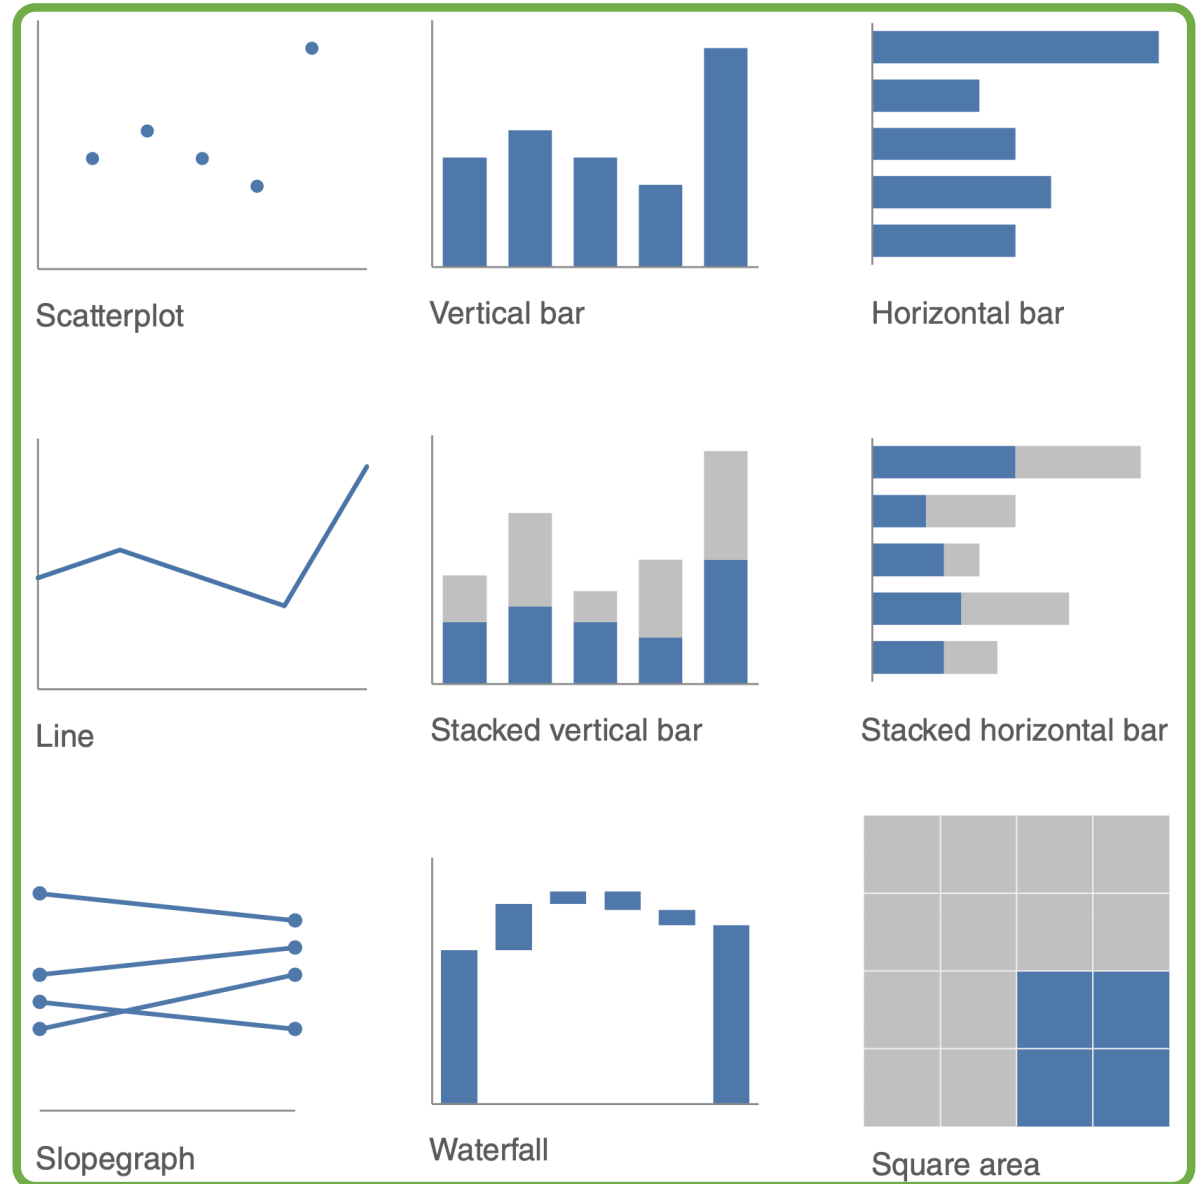 Scatterplot
Vertical bar
Horizontal bar
Line
Stacked vertical bar
Stacked horizontal bar
Slopegraph
Waterfall
Square area